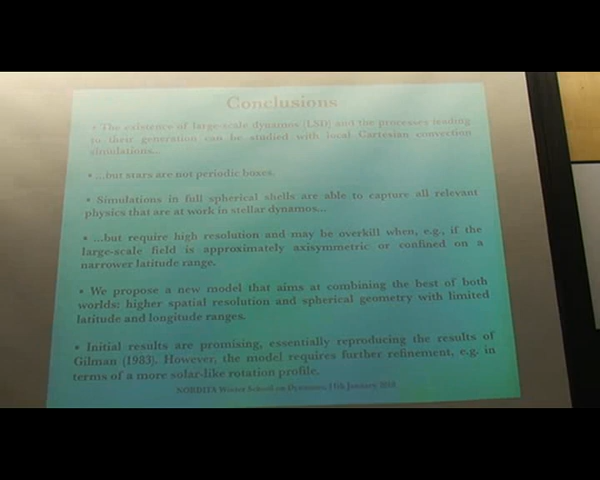 Conclusions
• The existence of large-scale dynamos (LSD) and the processes leading
to their generation can be studied with local Cartesian convection
simulations...
• ...but stars are not periodic boxes.
• Simulations in full spherical shells are able to capture all relevant
physics that are at work in stellar dynamos...
• ...but require high resolution and may be overkill when, e.g., if the
large-scale field is approximately axisymmetric or confined on a
narrower latitude range.
• We propose a new model that aims at combining the best of both
worlds: higher spatial resolution and spherical geometry with limited
latitude and longitude ranges.
• Initial results are promising, essentially reproducing the results of
Gilman (1983). However, the model requires further refinement, e.g. in
terms of a more solar-like rotation profile.
NORDITA Winter School on Dynamos, January